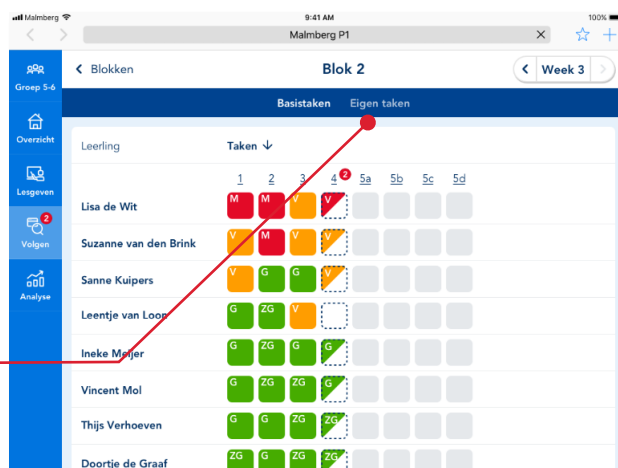 Malmberg 9:41 AM 100%
Malmberg P1
Groep 5-6
Blokken Blok 2 Week 3
Basistaken Eigen taken
Overzicht
Leerling Taken
Lesgeven
1 2 3 4 2 5a 5b 5c 5d
Lisa de Wit M M V V
2
Volgen
Suzanne van den Brink V M V V
Sanne Kuipers V G G V
Analyse
Leentje van Loon G ZG V
Ineke Meijer G ZG G G
Vincent Mol G ZG ZG G
Thijs Verhoeven G G ZG ZG
Doortje de Graaf ZG G ZG ZG